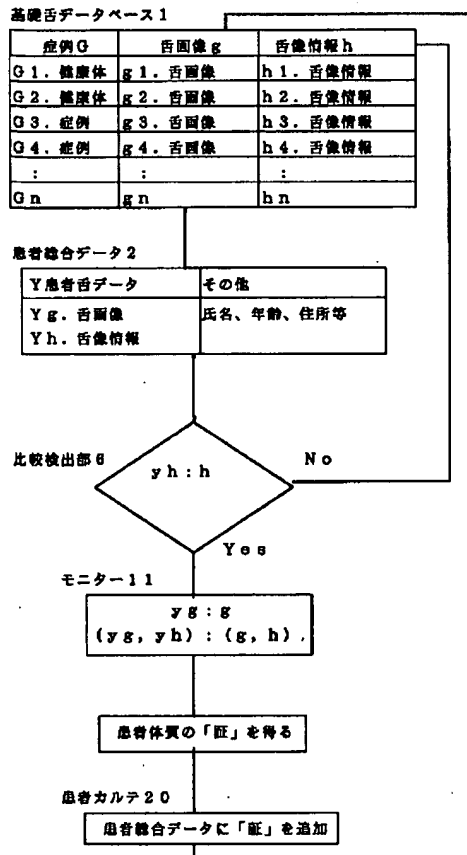 基礎舌データベース1
症例G 舌画像g 舌像情報h
G1．健康体 g1．舌画像 h1．舌像情報
G2．健康体 g2．舌画像 h2．舌像情報
G3．症例 g3．舌画像 h3．舌像情報
G4．症例 g4．舌画像 h4．舌像情報
： ： ：
Gn gn hn
患者総合データ2
Y患者舌データ その他
Yg．舌画像 氏名、年齢、住所等
Yh．舌像情報
比較検出部6
yh：h
No
Yes
モニター11
yg：g
(yg, yh)：(g, h)．
患者体質の「証」を得る
患者カルテ20
患者総合データに「証」を追加